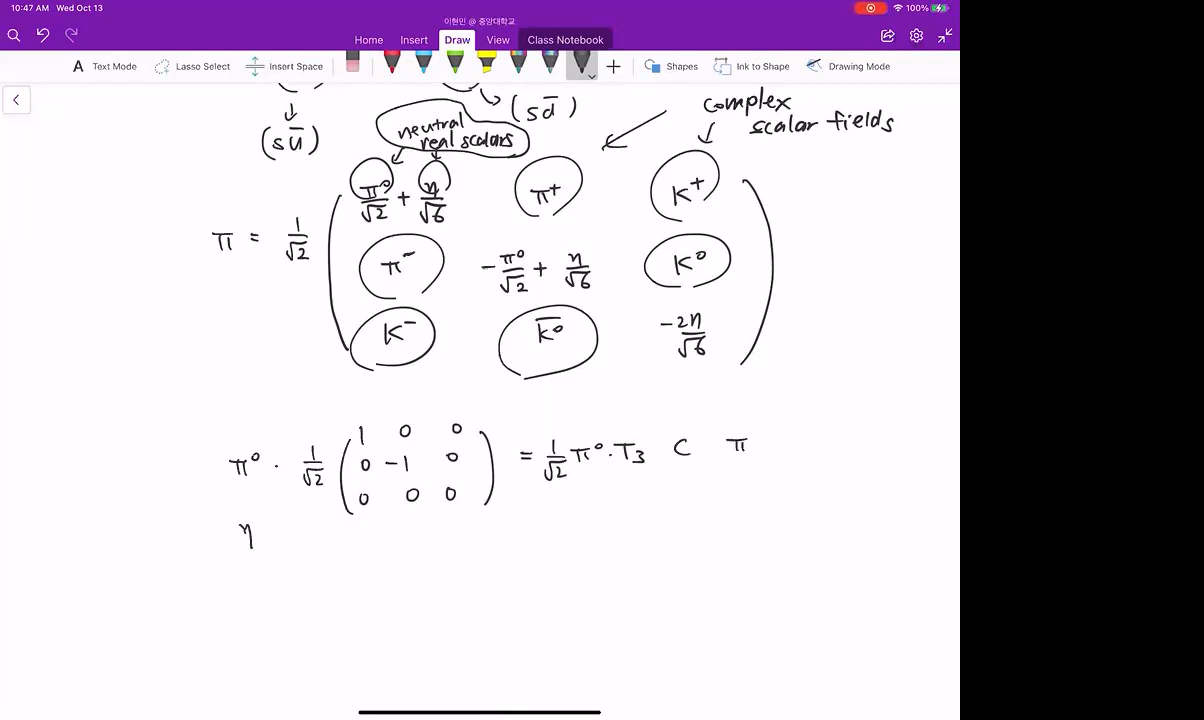 10:47 AM Wed Oct 13
100%
이현민 @ 중앙대학교
Home Insert Draw View Class Notebook
A Text Mode Lasso Select Insert Space Shapes Ink to Shape Drawing Mode
(s d̄) complex
(s ū) neutral scalar fields
real scalars
π = 1/√2 ( π⁰/√2 + η/√6 π⁺ K⁺
π⁻ -π⁰/√2 + η/√6 K⁰
K⁻ K̄⁰ -2η/√6 )
π⁰ · 1/√2 ( 1 0 0
0 -1 0
0 0 0 ) = 1/√2 π⁰ · T₃ ⊂ π
η